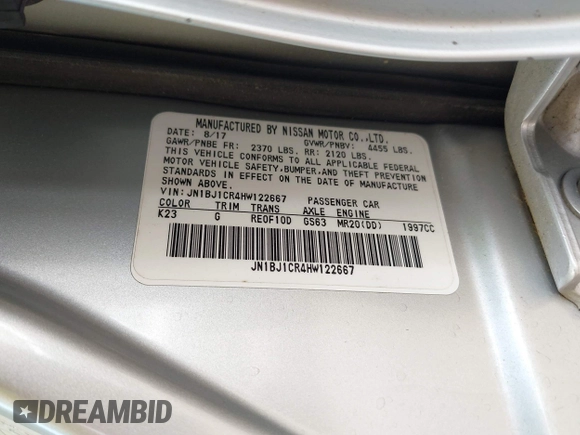 MANUFACTURED BY NISSAN MOTOR CO.,LTD.
DATE: 8/17 GVWR/PNBV: 4455 LBS.
GAWR/PNBE FR: 2370 LBS. RR: 2120 LBS.
THIS VEHICLE CONFORMS TO ALL APPLICABLE FEDERAL
MOTOR VEHICLE SAFETY,BUMPER,AND THEFT PREVENTION
STANDARDS IN EFFECT ON THE DATE OF MANUFACTURE
SHOWN ABOVE.
VIN: JN1BJ1CR4HW122667 PASSENGER CAR
COLOR TRIM TRANS AXLE ENGINE
K23 G RE0F10D GS63 MR20(DD) 1997CC
JN1BJ1CR4HW122667
DREAMBID